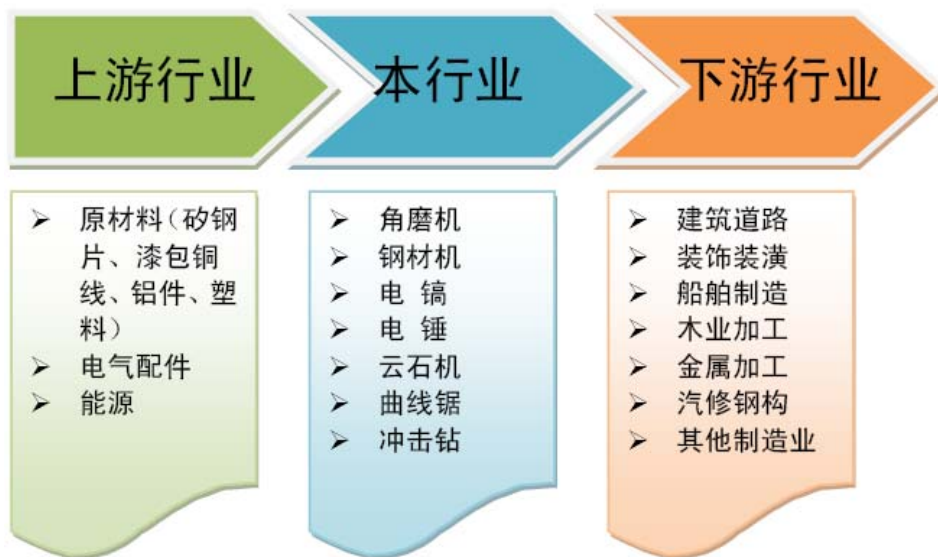 上游行业
本行业
下游行业
原材料（矽钢
片、漆包铜
线、铝件、塑
料）
电气配件
能源
角磨机
钢材机
电 镐
电 锤
云石机
曲线锯
冲击钻
建筑道路
装饰装潢
船舶制造
木业加工
金属加工
汽修钢构
其他制造业